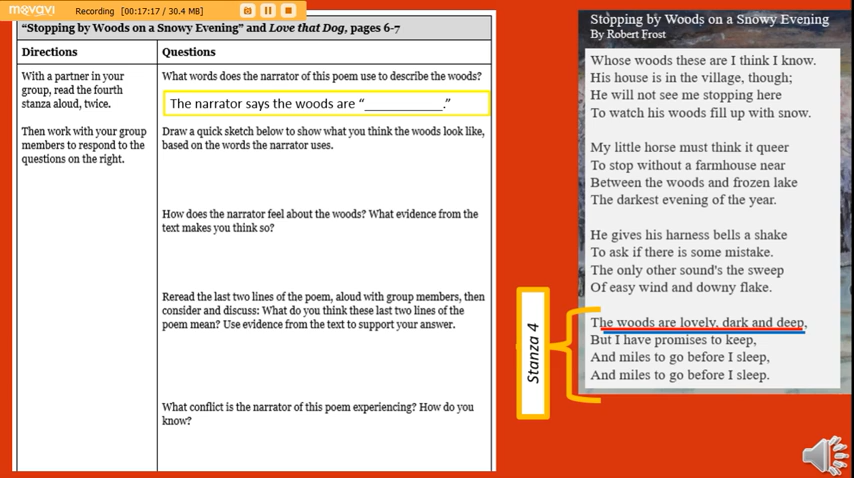 movavi
Recording [00:17:17 / 30.4 MB]
“Stopping by Woods on a Snowy Evening” and Love that Dog, pages 6-7
Directions
Questions
With a partner in your
group, read the fourth
stanza aloud, twice.
Then work with your group
members to respond to the
questions on the right.
What words does the narrator of this poem use to describe the woods?
The narrator says the woods are “___________.”
Draw a quick sketch below to show what you think the woods look like,
based on the words the narrator uses.
How does the narrator feel about the woods? What evidence from the
text makes you think so?
Reread the last two lines of the poem, aloud with group members, then
consider and discuss: What do you think these last two lines of the
poem mean? Use evidence from the text to support your answer.
What conflict is the narrator of this poem experiencing? How do you
know?
Stanza 4
Stopping by Woods on a Snowy Evening
By Robert Frost
Whose woods these are I think I know.
His house is in the village, though;
He will not see me stopping here
To watch his woods fill up with snow.
My little horse must think it queer
To stop without a farmhouse near
Between the woods and frozen lake
The darkest evening of the year.
He gives his harness bells a shake
To ask if there is some mistake.
The only other sound's the sweep
Of easy wind and downy flake.
The woods are lovely, dark and deep,
But I have promises to keep,
And miles to go before I sleep,
And miles to go before I sleep.